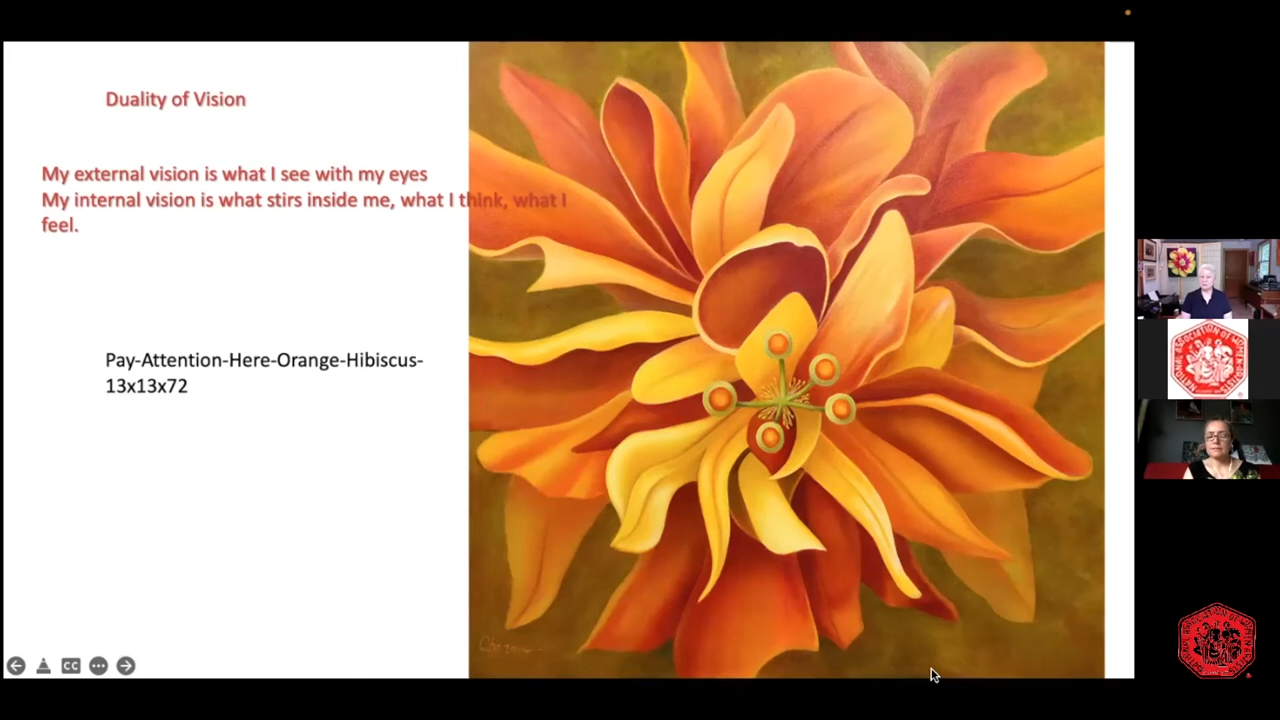 Duality of Vision
My external vision is what I see with my eyes
My internal vision is what stirs inside me, what I think, what I
feel.
Pay-Attention-Here-Orange-Hibiscus-
13x13x72
CC